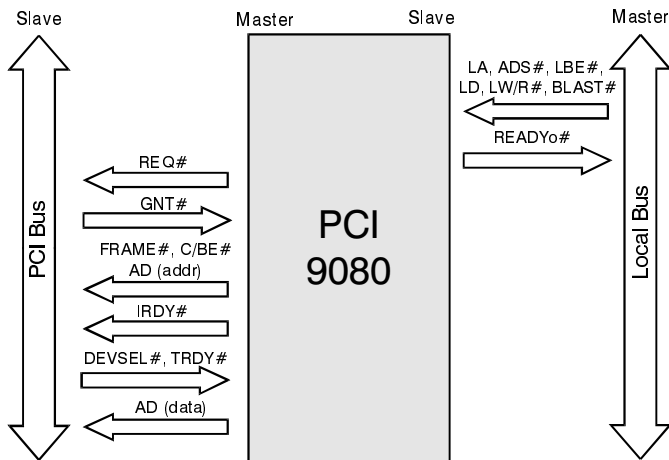 Slave
Master
Slave
Master
LA, ADS#, LBE#,
LD, LW/R#, BLAST#
READYo#
REQ#
GNT#
FRAME#, C/BE#
AD (addr)
IRDY#
DEVSEL#, TRDY#
AD (data)
PCI Bus
PCI
9080
Local Bus